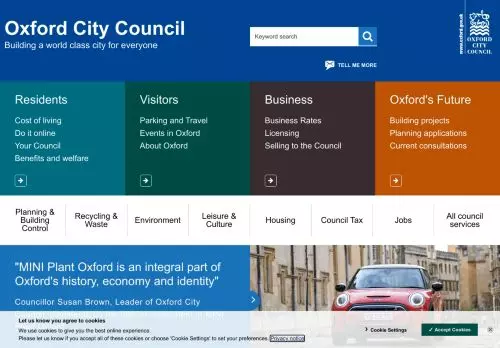 Oxford City Council
Building a world class city for everyone
Keyword search
TELL ME MORE
www.oxford.gov.uk
OXFORD
CITY
COUNCIL
Residents
Cost of living
Do it online
Your Council
Benefits and welfare
Visitors
Parking and Travel
Events in Oxford
About Oxford
Business
Business Rates
Licensing
Selling to the Council
Oxford's Future
Building projects
Planning applications
Current consultations
Planning &
Building
Control
Recycling &
Waste
Environment
Leisure &
Culture
Housing
Council Tax
Jobs
All council
services
"MINI Plant Oxford is an integral part of
Oxford's history, economy and identity"
Councillor Susan Brown, Leader of Oxford City
Let us know you agree to cookies
We use cookies to give you the best online experience.
Please let us know if you accept all of these cookies or choose 'Cookie Settings' to set your preferences. Privacy notice
Cookie Settings
✓ Accept Cookies